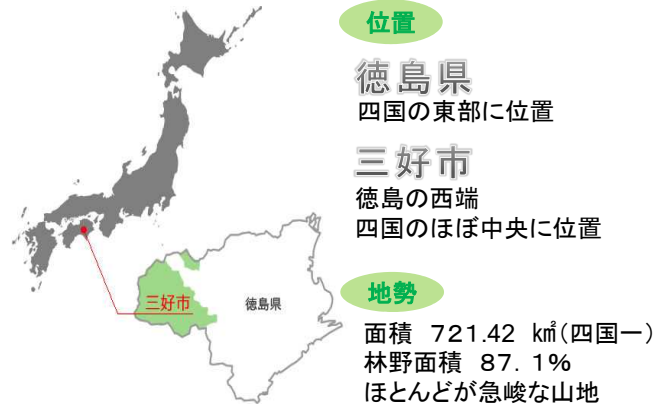 位置
徳島県
四国の東部に位置
三好市
徳島の西端
四国のほぼ中央に位置
三好市
徳島県
地勢
面積 721.42 ㎢(四国一)
林野面積 87.1%
ほとんどが急峻な山地